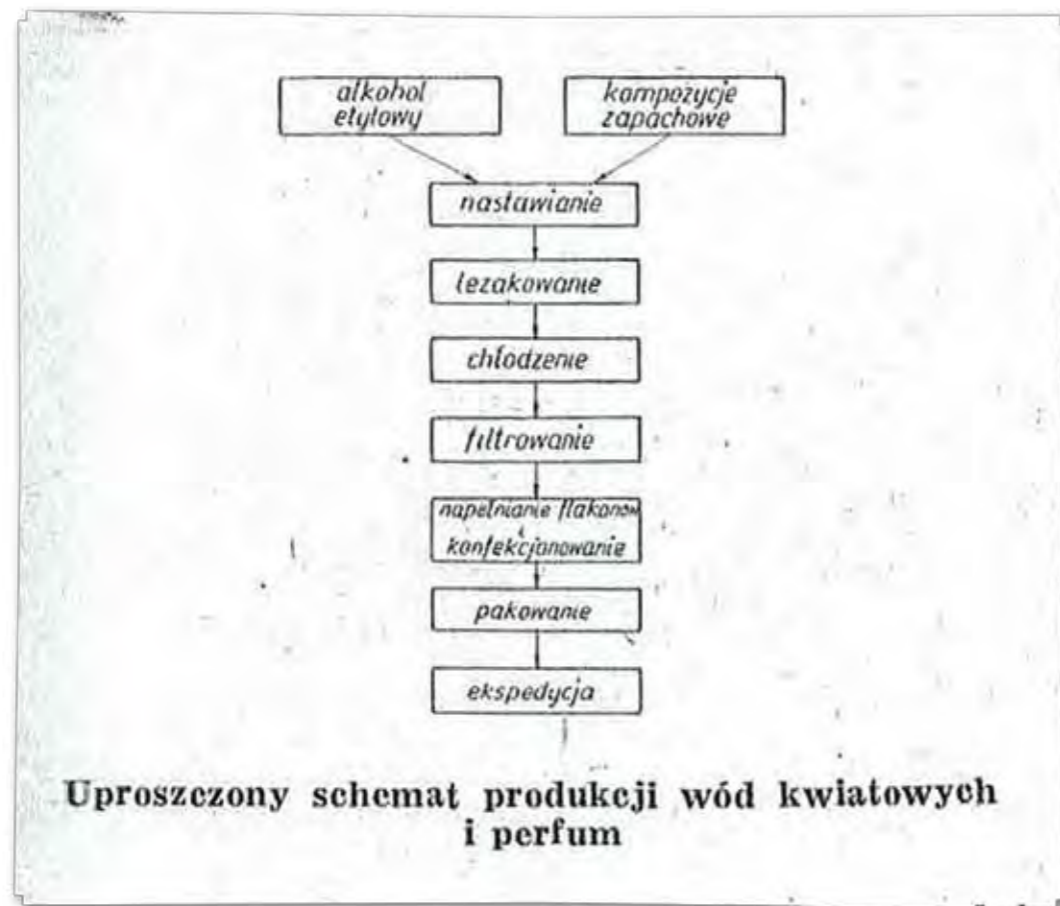 alkohol
etylowy
kompozycje
zapachowe
nastawianie
leżakowanie
chłodzenie
filtrowanie
napełnianie flakonów
i
konfekcjonowanie
pakowanie
ekspedycja
Uproszczony schemat produkcji wód kwiatowych
i perfum